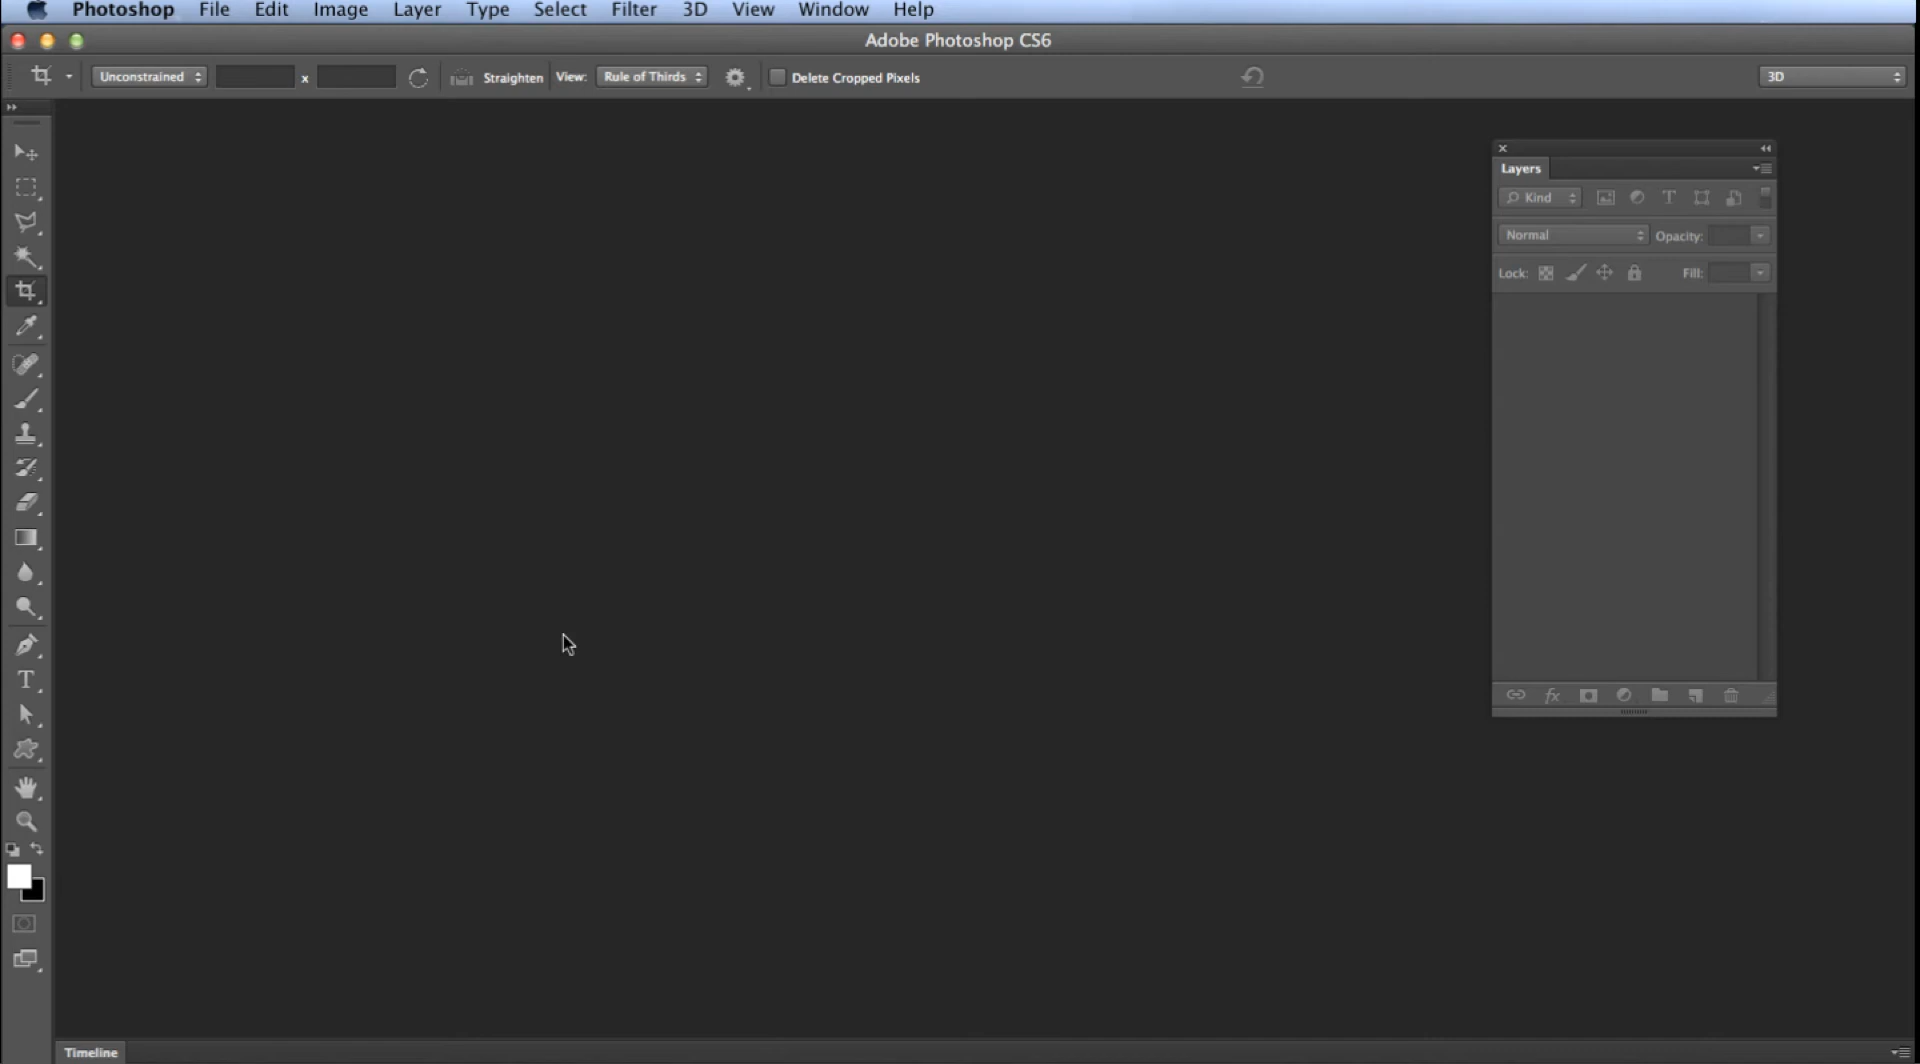 Photoshop File Edit Image Layer Type Select Filter 3D View Window Help
Adobe Photoshop CS6
Unconstrained x Straighten View: Rule of Thirds Delete Cropped Pixels 3D
Layers
Kind T
Normal Opacity:
Lock: Fill:
fx
T
Timeline